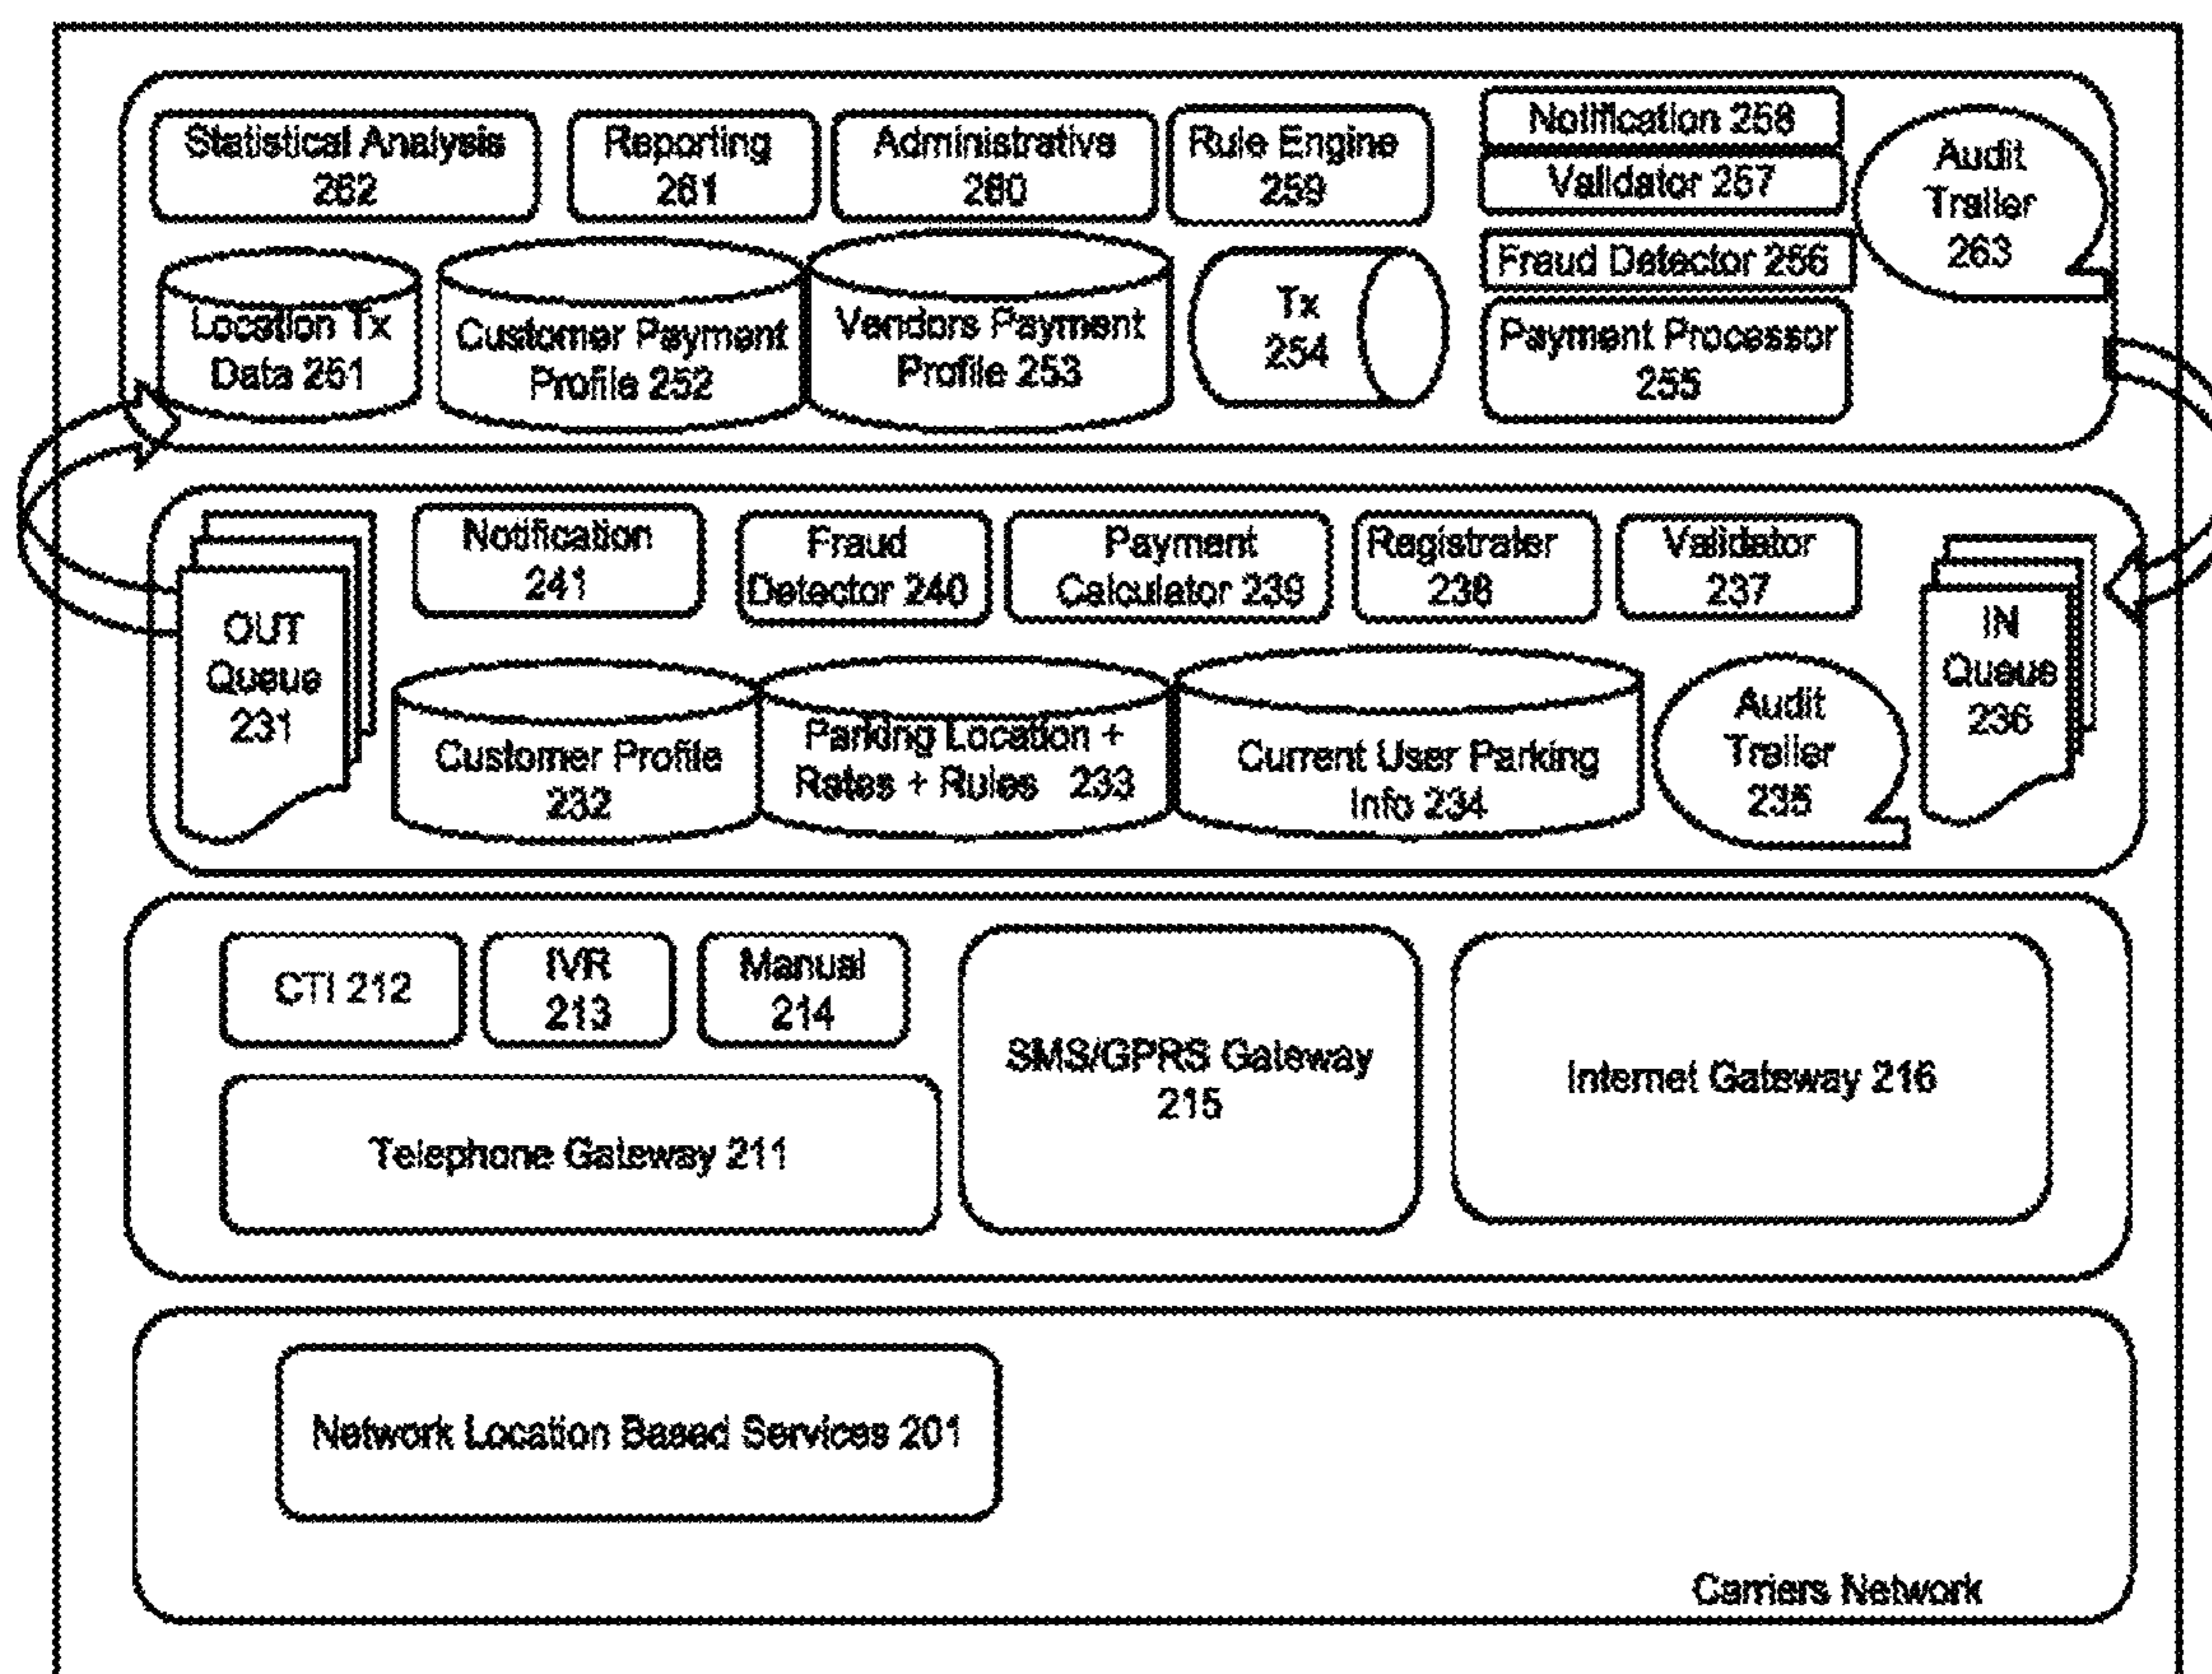 Statistical Analysis
262
Reporting
261
Administrative
260
Rule Engine
259
Notification 258
Validator 257
Fraud Detector 256
Payment Processor
255
Audit
Trailer
263
Location Tx
Data 251
Customer Payment
Profile 252
Vendors Payment
Profile 253
Tx
254
OUT
Queue
231
Notification
241
Fraud
Detector 240
Payment
Calculator 239
Registrater
238
Validator
237
IN
Queue
236
Customer Profile
232
Parking Location +
Rates + Rules 233
Current User Parking
Info 234
Audit
Trailer
235
CTI 212
IVR
213
Manual
214
SMS/GPRS Gateway
215
Internet Gateway 216
Telephone Gateway 211
Network Location Based Services 201
Carriers Network